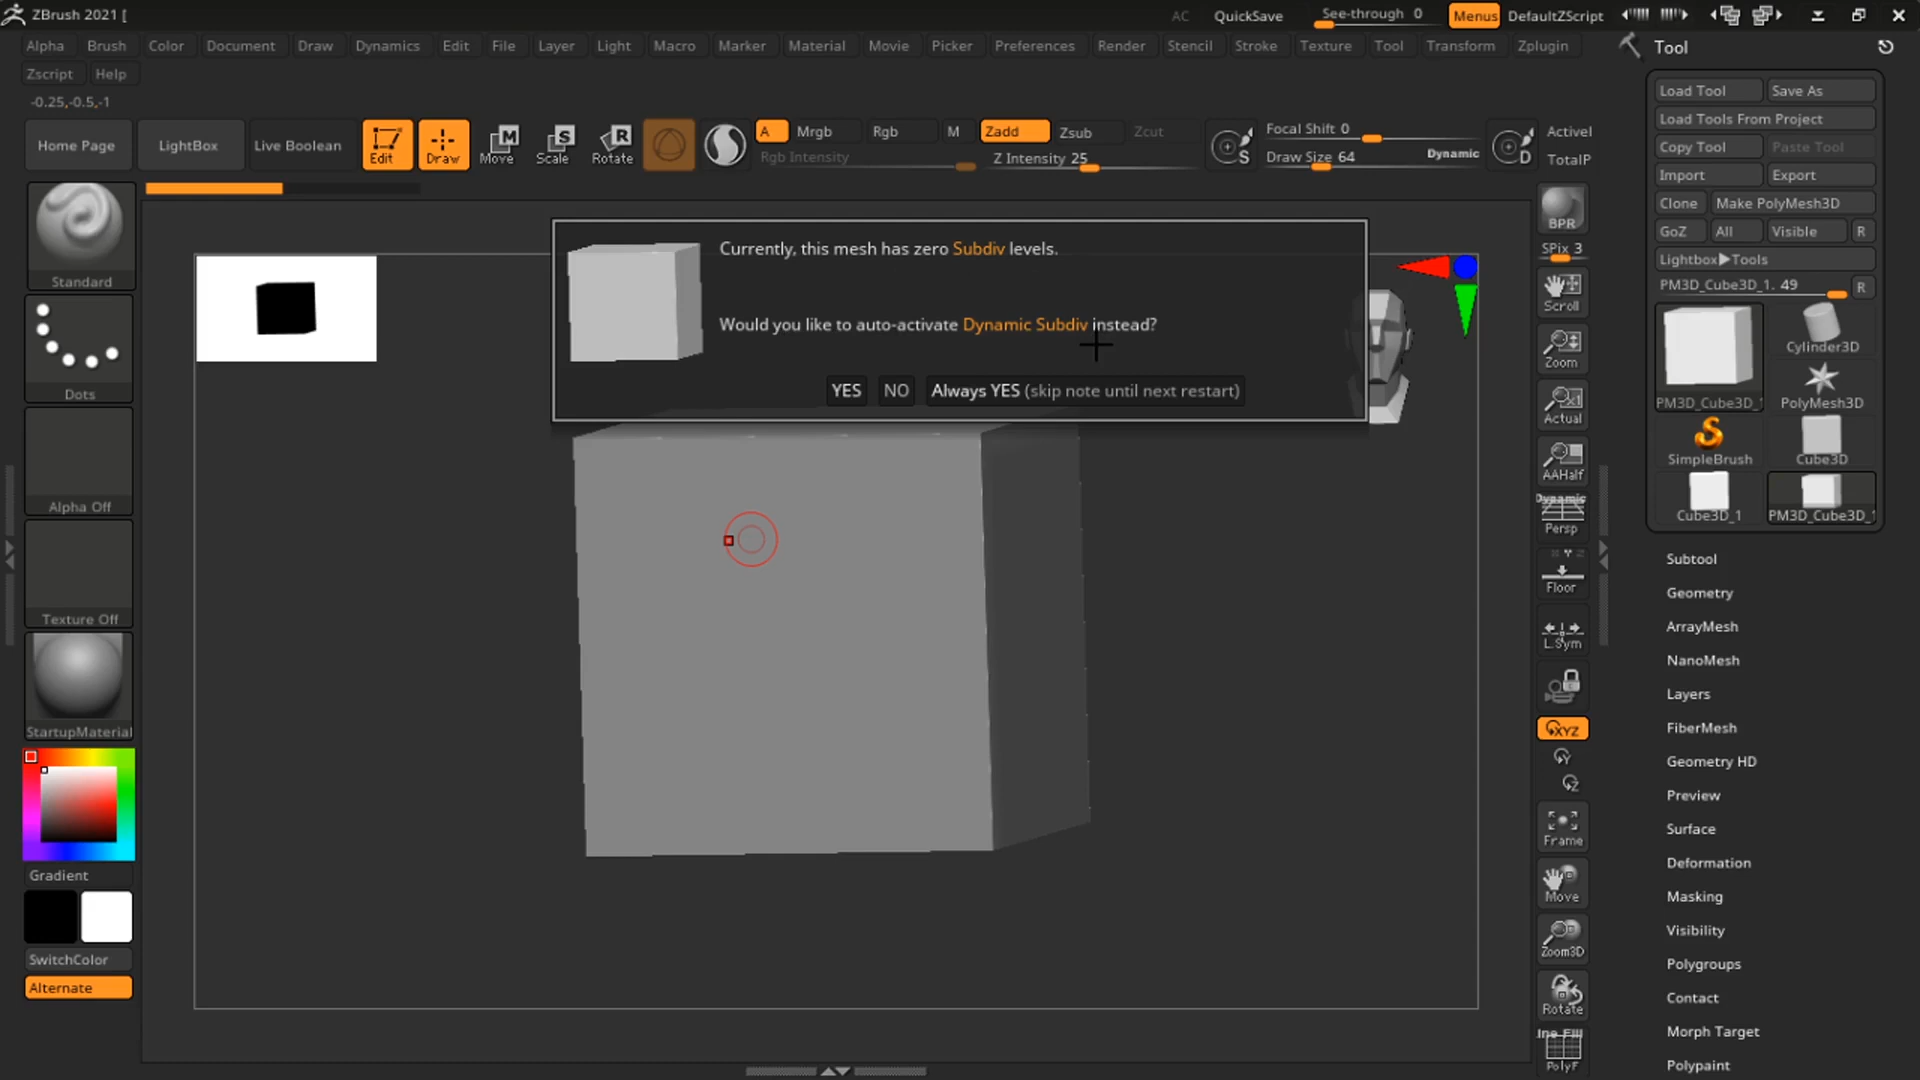 ZBrush 2021 [
AC QuickSave See-through 0 Menus DefaultZScript
Alpha Brush Color Document Draw Dynamics Edit File Layer Light Macro Marker Material Movie Picker Preferences Render Stencil Stroke Texture Tool Transform Zplugin
Zscript Help
-0.25,-0.5,-1
Home Page LightBox Live Boolean Edit Draw Move Scale Rotate
M S R
A Mrgb Rgb M Zadd Zsub Zcut
Rgb Intensity Z Intensity 25
S Focal Shift 0
Draw Size 64 Dynamic
D ActiveI
TotalP
Standard
Dots
Alpha Off
Texture Off
StartupMaterial
Gradient
SwitchColor
Alternate
Currently, this mesh has zero Subdiv levels.
Would you like to auto-activate Dynamic Subdiv instead?
YES NO Always YES (skip note until next restart)
BPR
SPix 3
Scroll
Zoom
Actual
AAHalf
Dynamic
Persp
Floor
L.Sym
XYZ
Y
Z
Frame
Move
Zoom3D
Rotate
PolyF
Tool
Load Tool Save As
Load Tools From Project
Copy Tool Paste Tool
Import Export
Clone Make PolyMesh3D
GoZ All Visible R
Lightbox▶Tools
PM3D_Cube3D_1. 49 R
PM3D_Cube3D_1 Cylinder3D
PolyMesh3D
SimpleBrush Cube3D
Cube3D_1 PM3D_Cube3D_1
Subtool
Geometry
ArrayMesh
NanoMesh
Layers
FiberMesh
Geometry HD
Preview
Surface
Deformation
Masking
Visibility
Polygroups
Contact
Morph Target
Polypaint